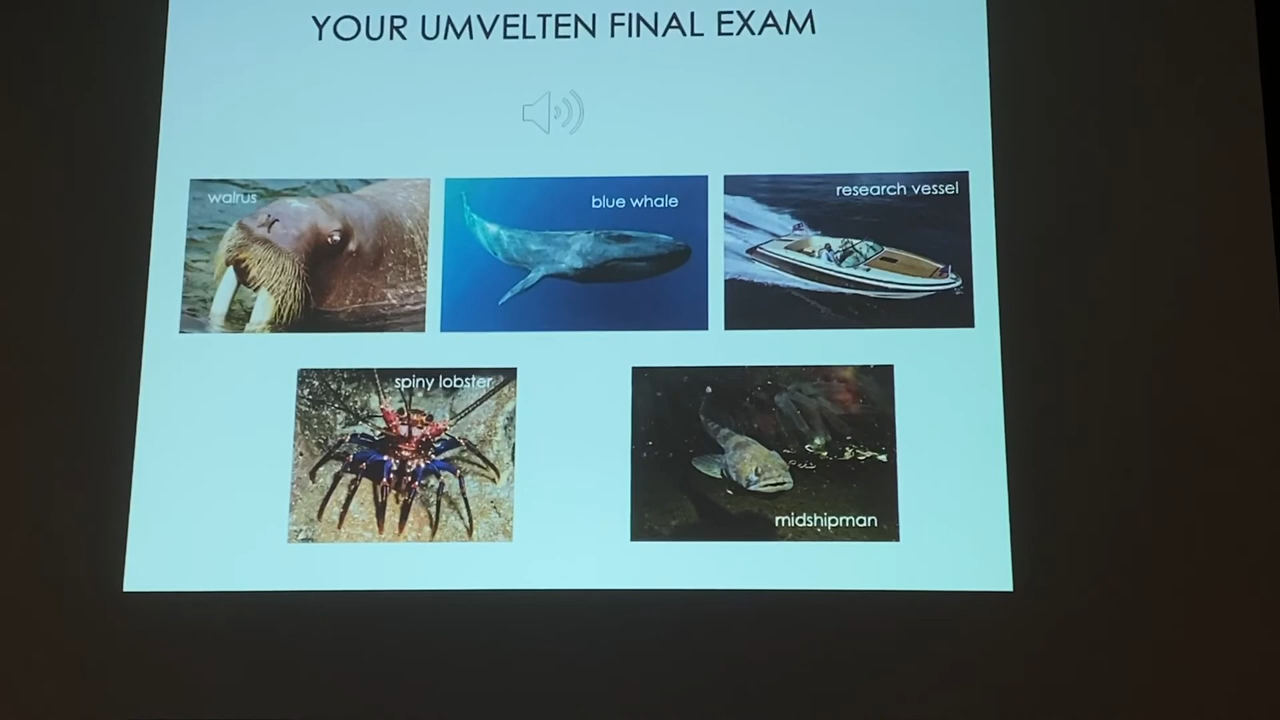 YOUR UMVELTEN FINAL EXAM
walrus
blue whale
research vessel
spiny lobster
midshipman